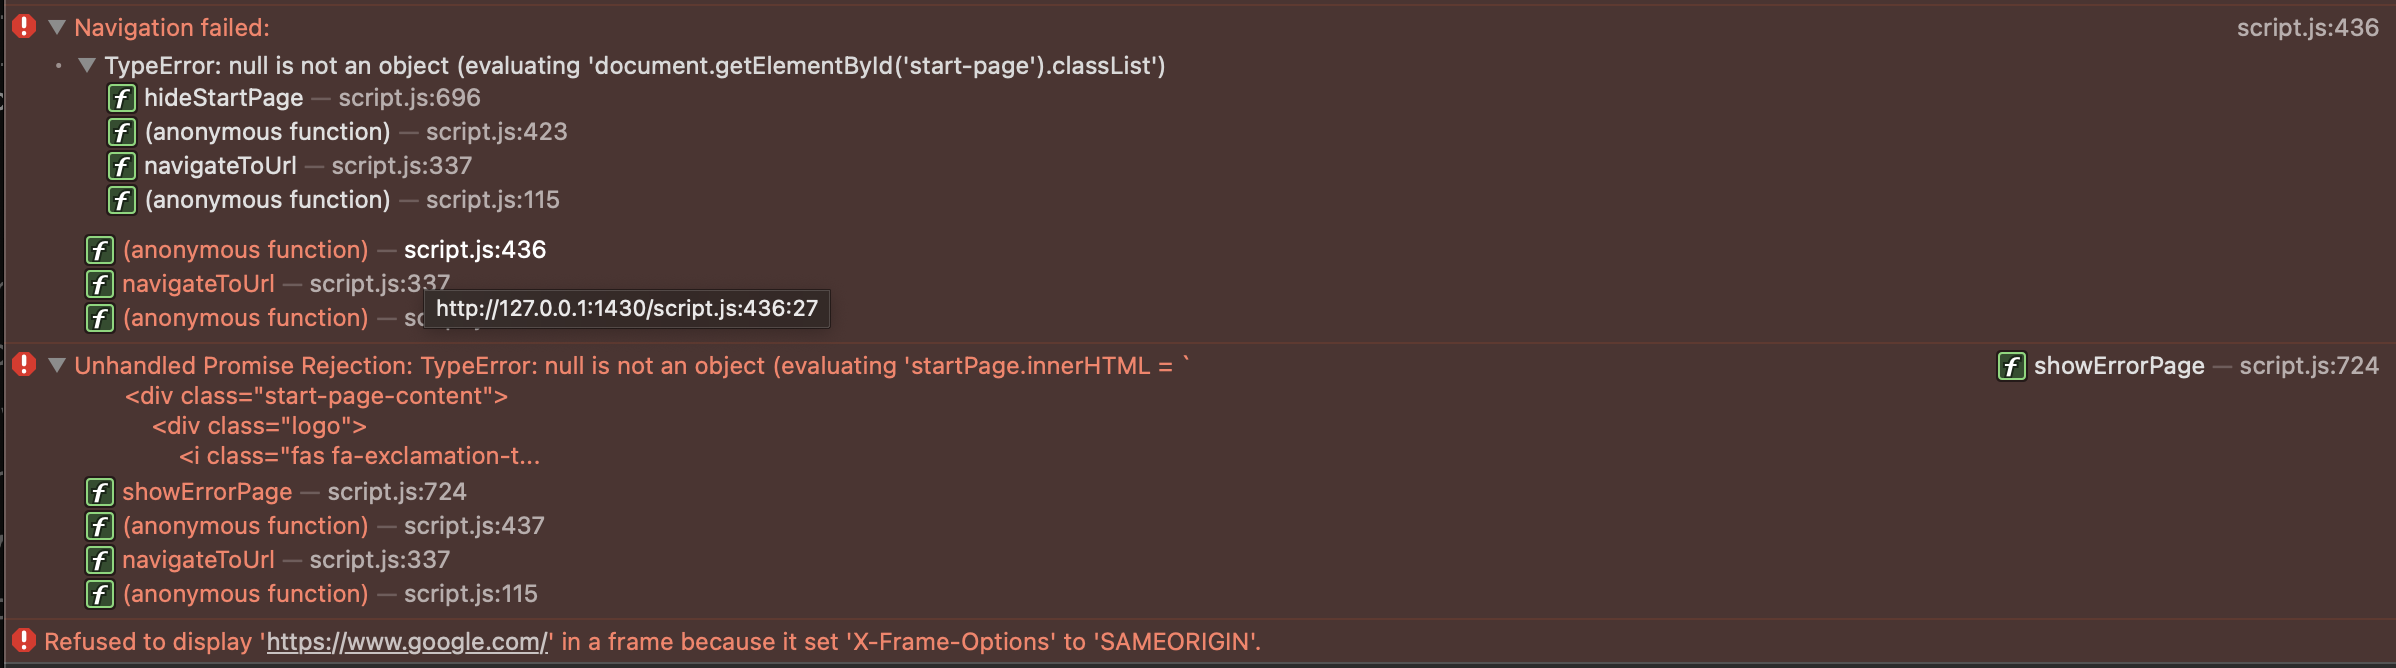 Navigation failed: script.js:436
TypeError: null is not an object (evaluating 'document.getElementById('start-page').classList')
hideStartPage — script.js:696
(anonymous function) — script.js:423
navigateToUrl — script.js:337
(anonymous function) — script.js:115
(anonymous function) — script.js:436
navigateToUrl — script.js:337
http://127.0.0.1:1430/script.js:436:27
(anonymous function) —
Unhandled Promise Rejection: TypeError: null is not an object (evaluating 'startPage.innerHTML = ` showErrorPage — script.js:724
<div class="start-page-content">
<div class="logo">
<i class="fas fa-exclamation-t...
showErrorPage — script.js:724
(anonymous function) — script.js:437
navigateToUrl — script.js:337
(anonymous function) — script.js:115
Refused to display 'https://www.google.com/' in a frame because it set 'X-Frame-Options' to 'SAMEORIGIN'.